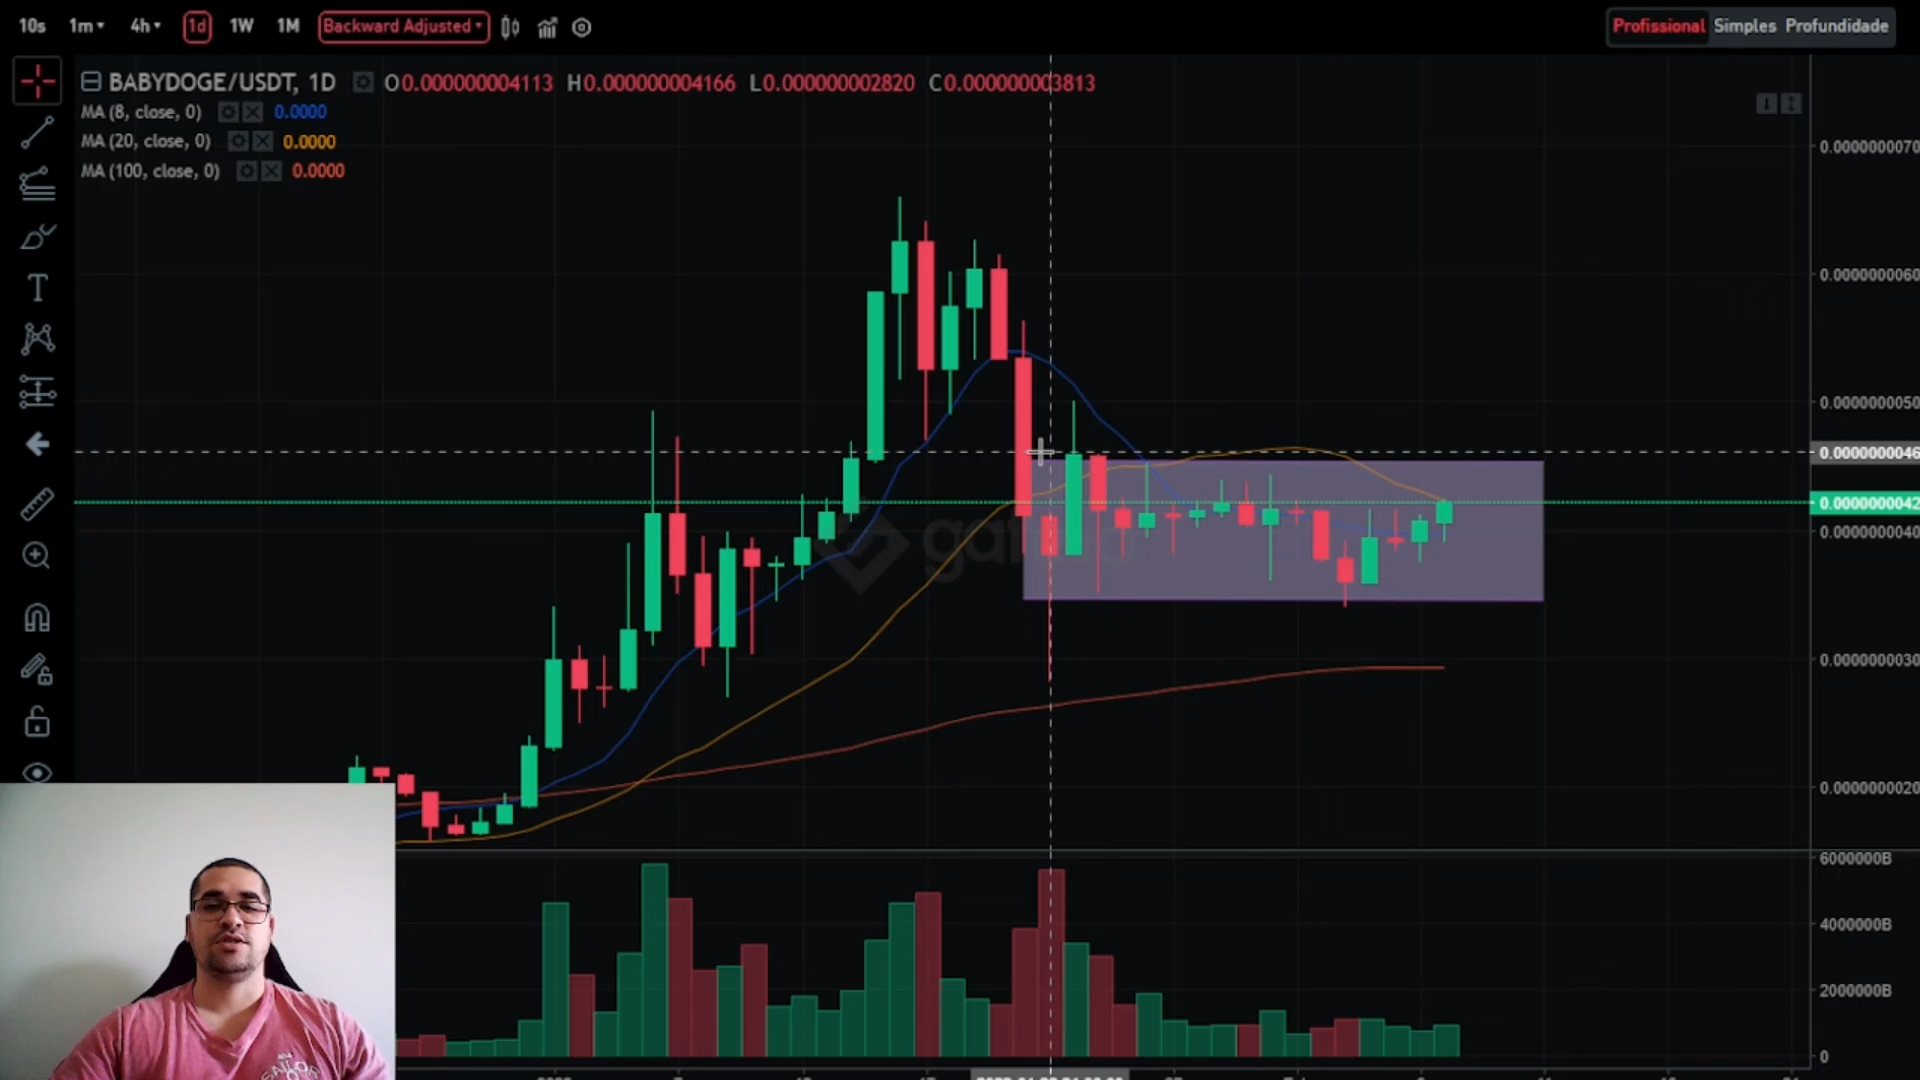 10s 1m 4h 1d 1W 1M Backward Adjusted Profissional Simples Profundidade
BABYDOGE/USDT, 1D O0.000000004113 H0.000000004166 L0.000000002820 C0.000000003813
MA (8, close, 0) 0.0000
MA (20, close, 0) 0.0000
MA (100, close, 0) 0.0000
0.0000000070
0.0000000060
0.0000000050
0.0000000046
0.0000000042
0.0000000040
0.0000000030
0.0000000020
6000000B
4000000B
2000000B
0